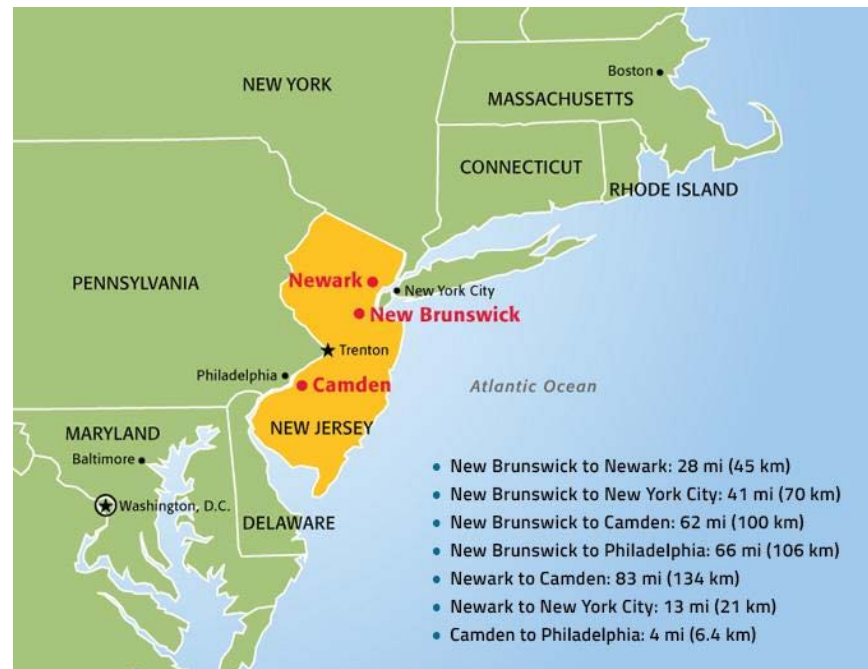 Boston
NEW YORK
MASSACHUSETTS
CONNECTICUT
RHODE ISLAND
PENNSYLVANIA
Newark
New York City
New Brunswick
Trenton
Philadelphia
Camden
Atlantic Ocean
NEW JERSEY
MARYLAND
Baltimore
Washington, D.C.
DELAWARE
• New Brunswick to Newark: 28 mi (45 km)
• New Brunswick to New York City: 41 mi (70 km)
• New Brunswick to Camden: 62 mi (100 km)
• New Brunswick to Philadelphia: 66 mi (106 km)
• Newark to Camden: 83 mi (134 km)
• Newark to New York City: 13 mi (21 km)
• Camden to Philadelphia: 4 mi (6.4 km)